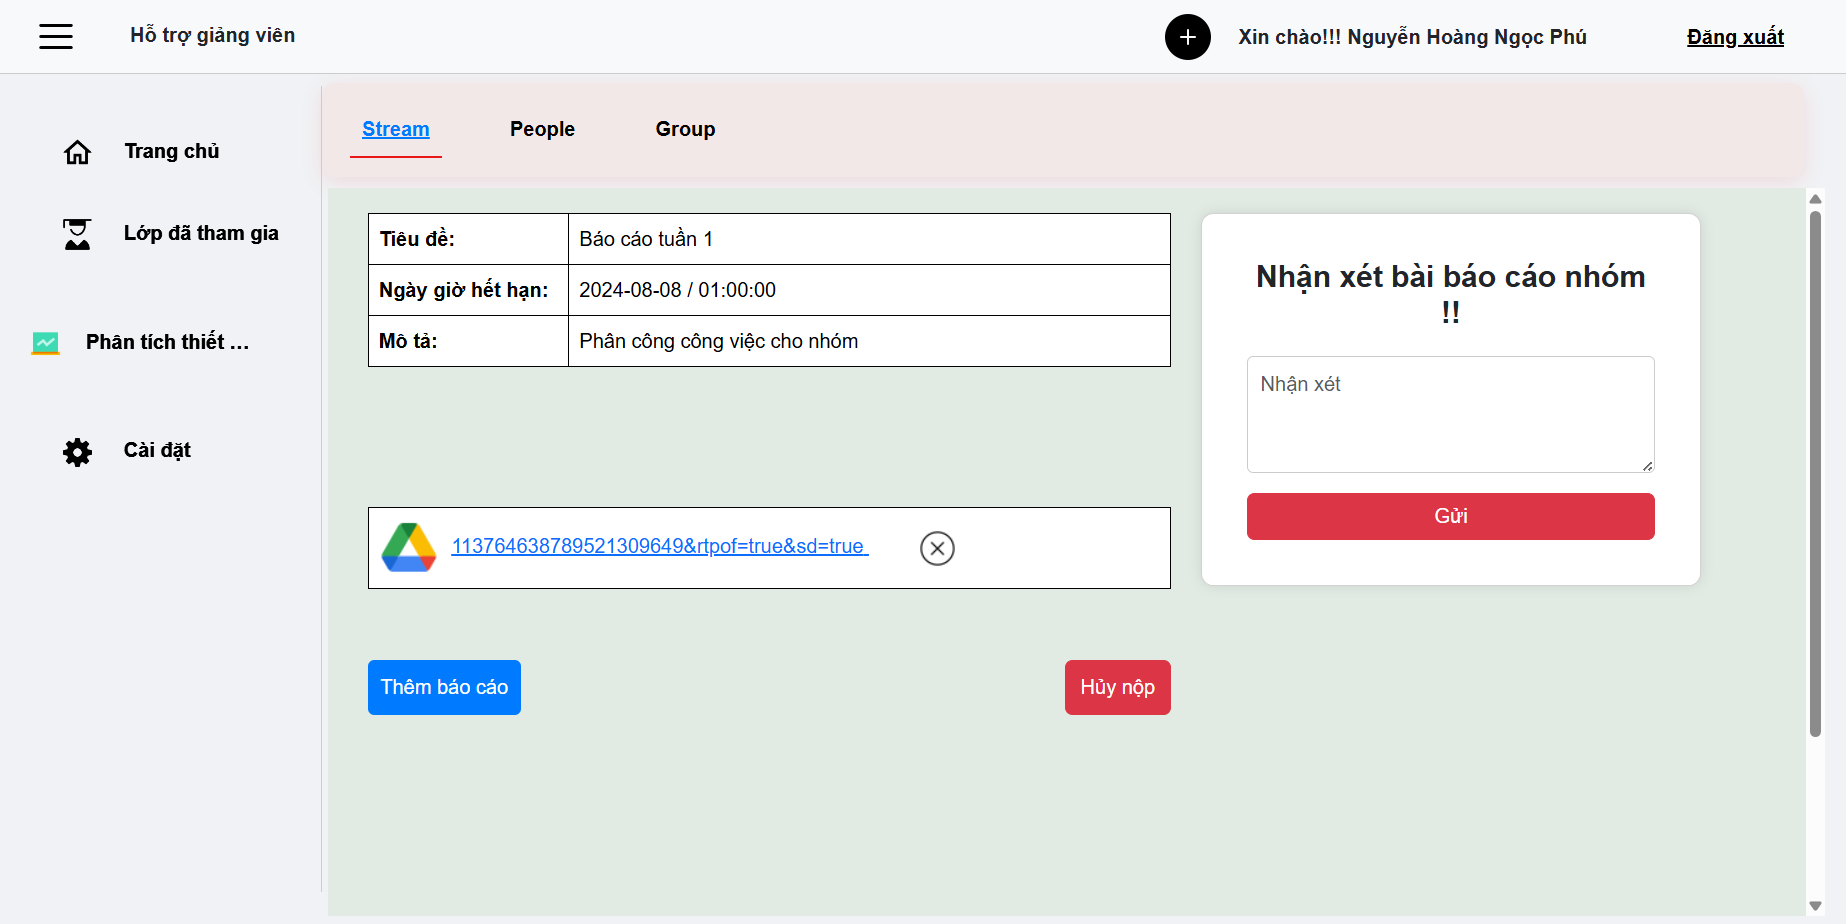 Hỗ trợ giảng viên
Xin chào!!! Nguyễn Hoàng Ngọc Phú
Đăng xuất
Trang chủ
Lớp đã tham gia
Phân tích thiết ...
Cài đặt
Stream
People
Group
Tiêu đề:
Báo cáo tuần 1
Ngày giờ hết hạn:
2024-08-08 / 01:00:00
Mô tả:
Phân công công việc cho nhóm
113764638789521309649&rtpof=true&sd=true
Thêm báo cáo
Hủy nộp
Nhận xét bài báo cáo nhóm
!!
Nhận xét
Gửi